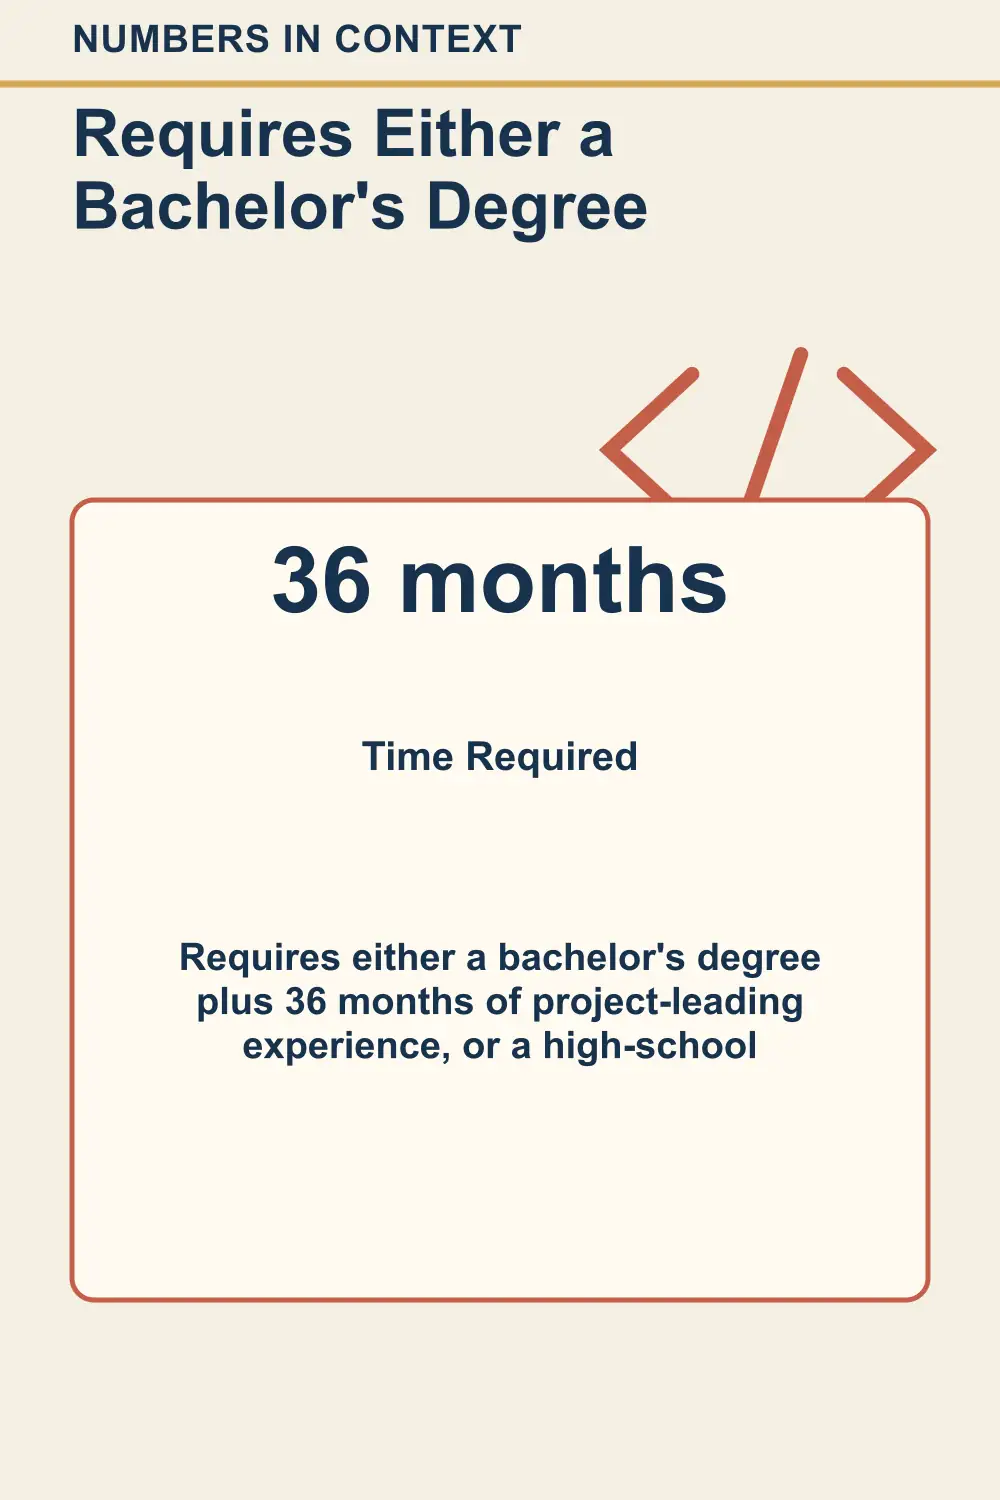 NUMBERS IN CONTEXT
Requires Either a
Bachelor's Degree
36 months
Time Required
Requires either a bachelor's degree
plus 36 months of project-leading
experience, or a high-school